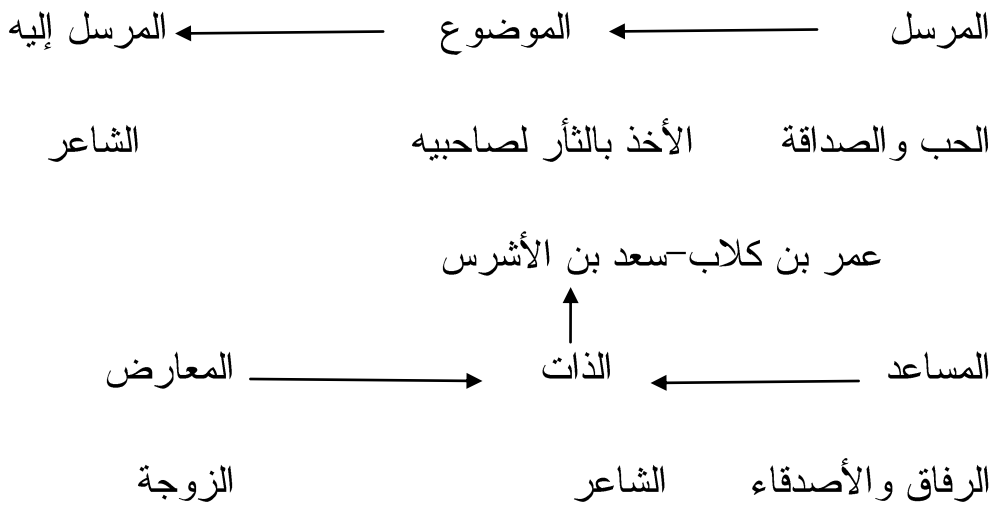 المرسل الموضوع المرسل إليه
الحب والصداقة الأخذ بالثأر لصاحبيه الشاعر
عمر بن كلاب-سعد بن الأشرس
المساعد الذات المعارض
الرفاق والأصدقاء الشاعر الزوجة